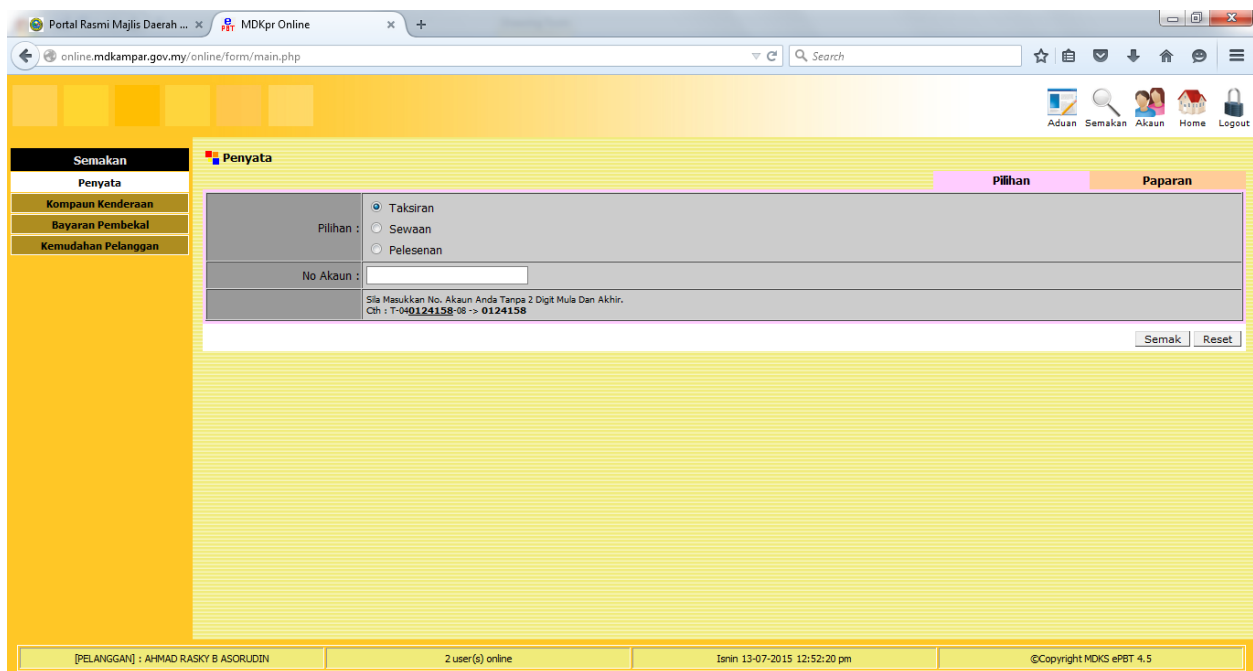 Portal Rasmi Majlis Daerah ...
e PBT MDKpr Online
online.mdkampar.gov.my/online/form/main.php
Search
Aduan Semakan Akaun Home Logout
Semakan
Penyata
Kompaun Kenderaan
Bayaran Pembekal
Kemudahan Pelanggan
Penyata
Pilihan Paparan
Pilihan :
Taksiran
Sewaan
Pelesenan
No Akaun :
Sila Masukkan No. Akaun Anda Tanpa 2 Digit Mula Dan Akhir.
Cth : T-040124158-08 -> 0124158
Semak Reset
[PELANGGAN] : AHMAD RASKY B ASORUDIN 2 user(s) online Isnin 13-07-2015 12:52:20 pm ©Copyright MDKS ePBT 4.5